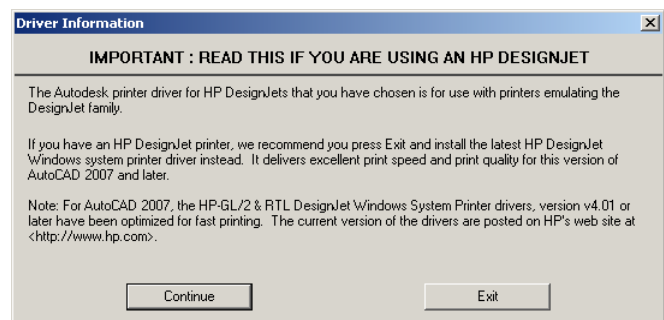 Driver Information
IMPORTANT : READ THIS IF YOU ARE USING AN HP DESIGNJET
The Autodesk printer driver for HP DesignJets that you have chosen is for use with printers emulating the
DesignJet family.
If you have an HP DesignJet printer, we recommend you press Exit and install the latest HP DesignJet
Windows system printer driver instead. It delivers excellent print speed and print quality for this version of
AutoCAD 2007 and later.
Note: For AutoCAD 2007, the HP-GL/2 & RTL DesignJet Windows System Printer drivers, version v4.01 or
later have been optimized for fast printing. The current version of the drivers are posted on HP's web site at
<http://www.hp.com>.
Continue
Exit